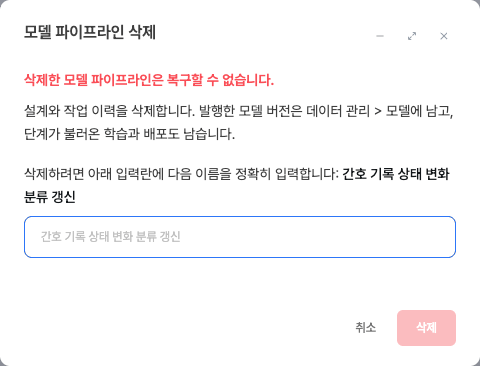 모델 파이프라인 삭제
삭제한 모델 파이프라인은 복구할 수 없습니다.
설계와 작업 이력을 삭제합니다. 발행한 모델 버전은 데이터 관리 > 모델에 남고,
단계가 불러온 학습과 배포도 남습니다.
삭제하려면 아래 입력란에 다음 이름을 정확히 입력합니다: 간호 기록 상태 변화
분류 갱신
간호 기록 상태 변화 분류 갱신
취소
삭제